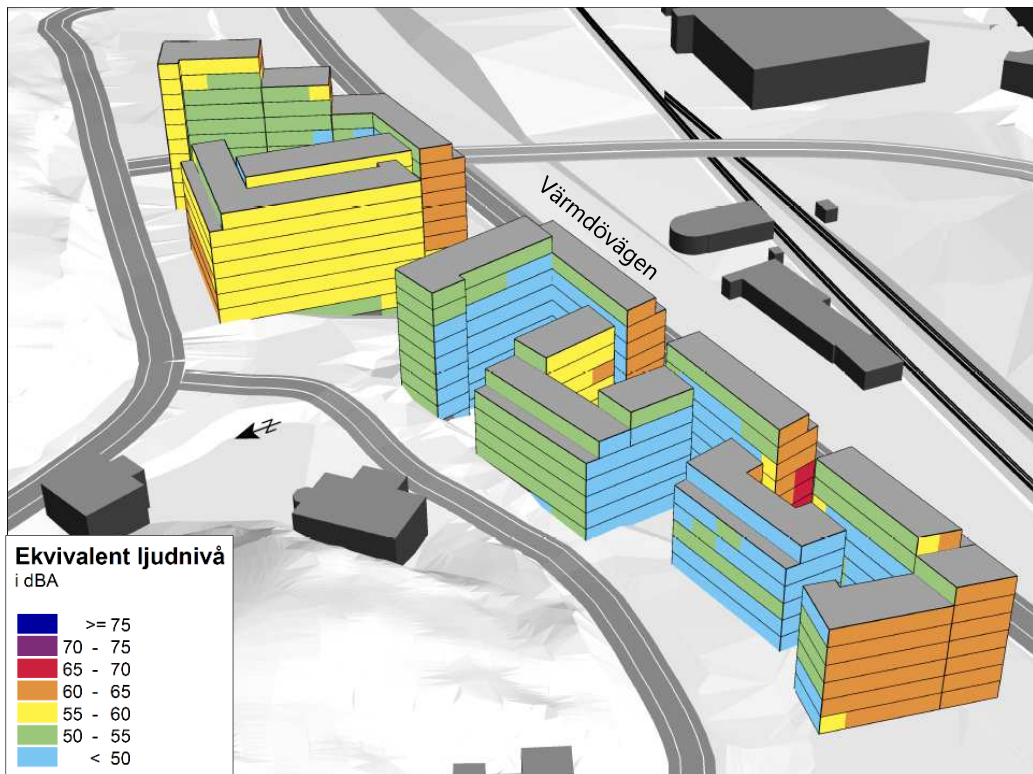 Värmdövägen
N
Ekvivalent ljudnivå
i dBA
>= 75
70 - 75
65 - 70
60 - 65
55 - 60
50 - 55
< 50